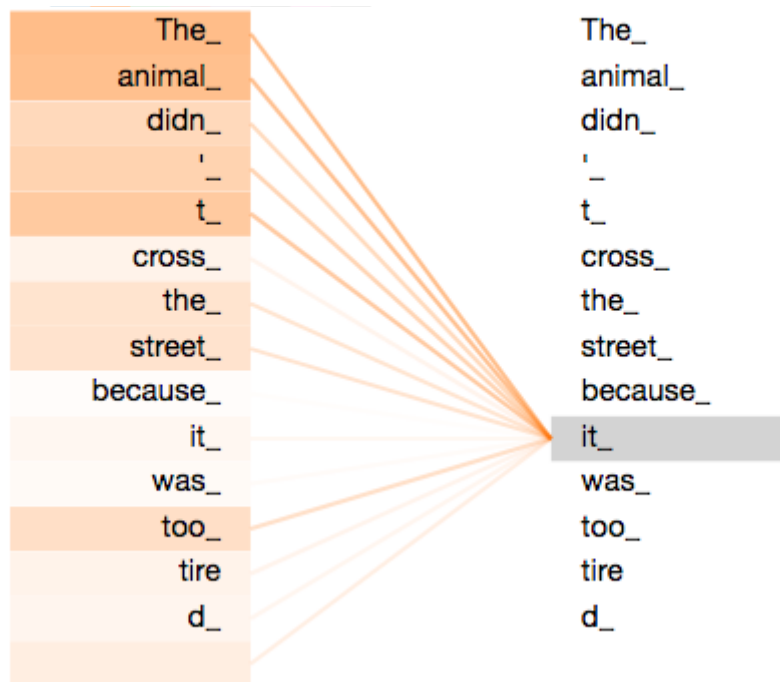 The_ The_
animal_ animal_
didn_ didn_
'_ '_
t_ t_
cross_ cross_
the_ the_
street_ street_
because_ because_
it_ it_
was_ was_
too_ too_
tire tire
d_ d_